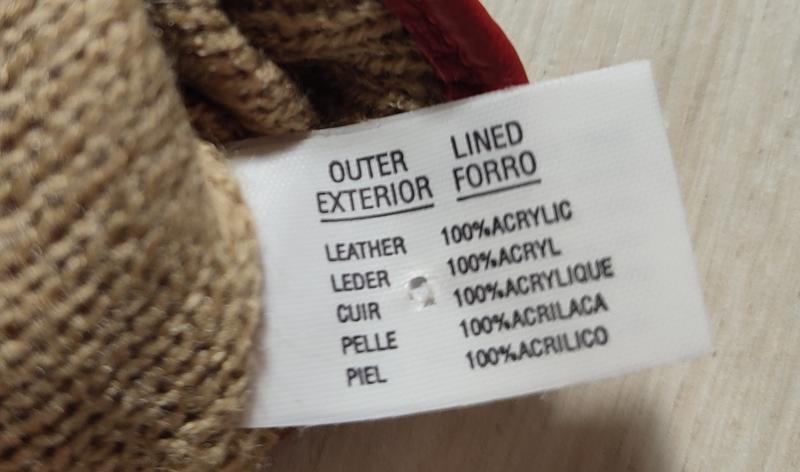 OUTER LINED
EXTERIOR FORRO
LEATHER 100%ACRYLIC
LEDER 100%ACRYL
CUIR 100%ACRYLIQUE
PELLE 100%ACRILACA
PIEL 100%ACRILICO